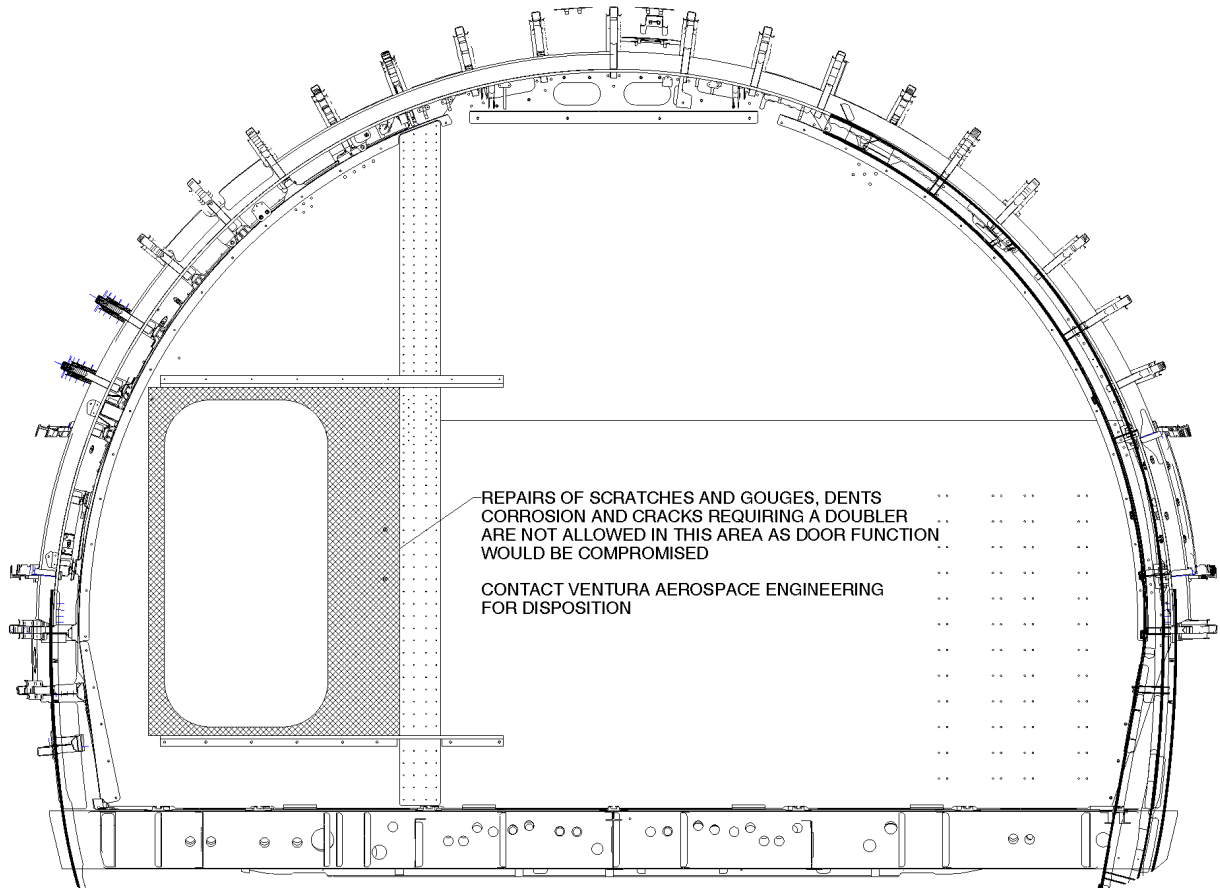 REPAIRS OF SCRATCHES AND GOUGES, DENTS
CORROSION AND CRACKS REQUIRING A DOUBLER
ARE NOT ALLOWED IN THIS AREA AS DOOR FUNCTION
WOULD BE COMPROMISED
CONTACT VENTURA AEROSPACE ENGINEERING
FOR DISPOSITION